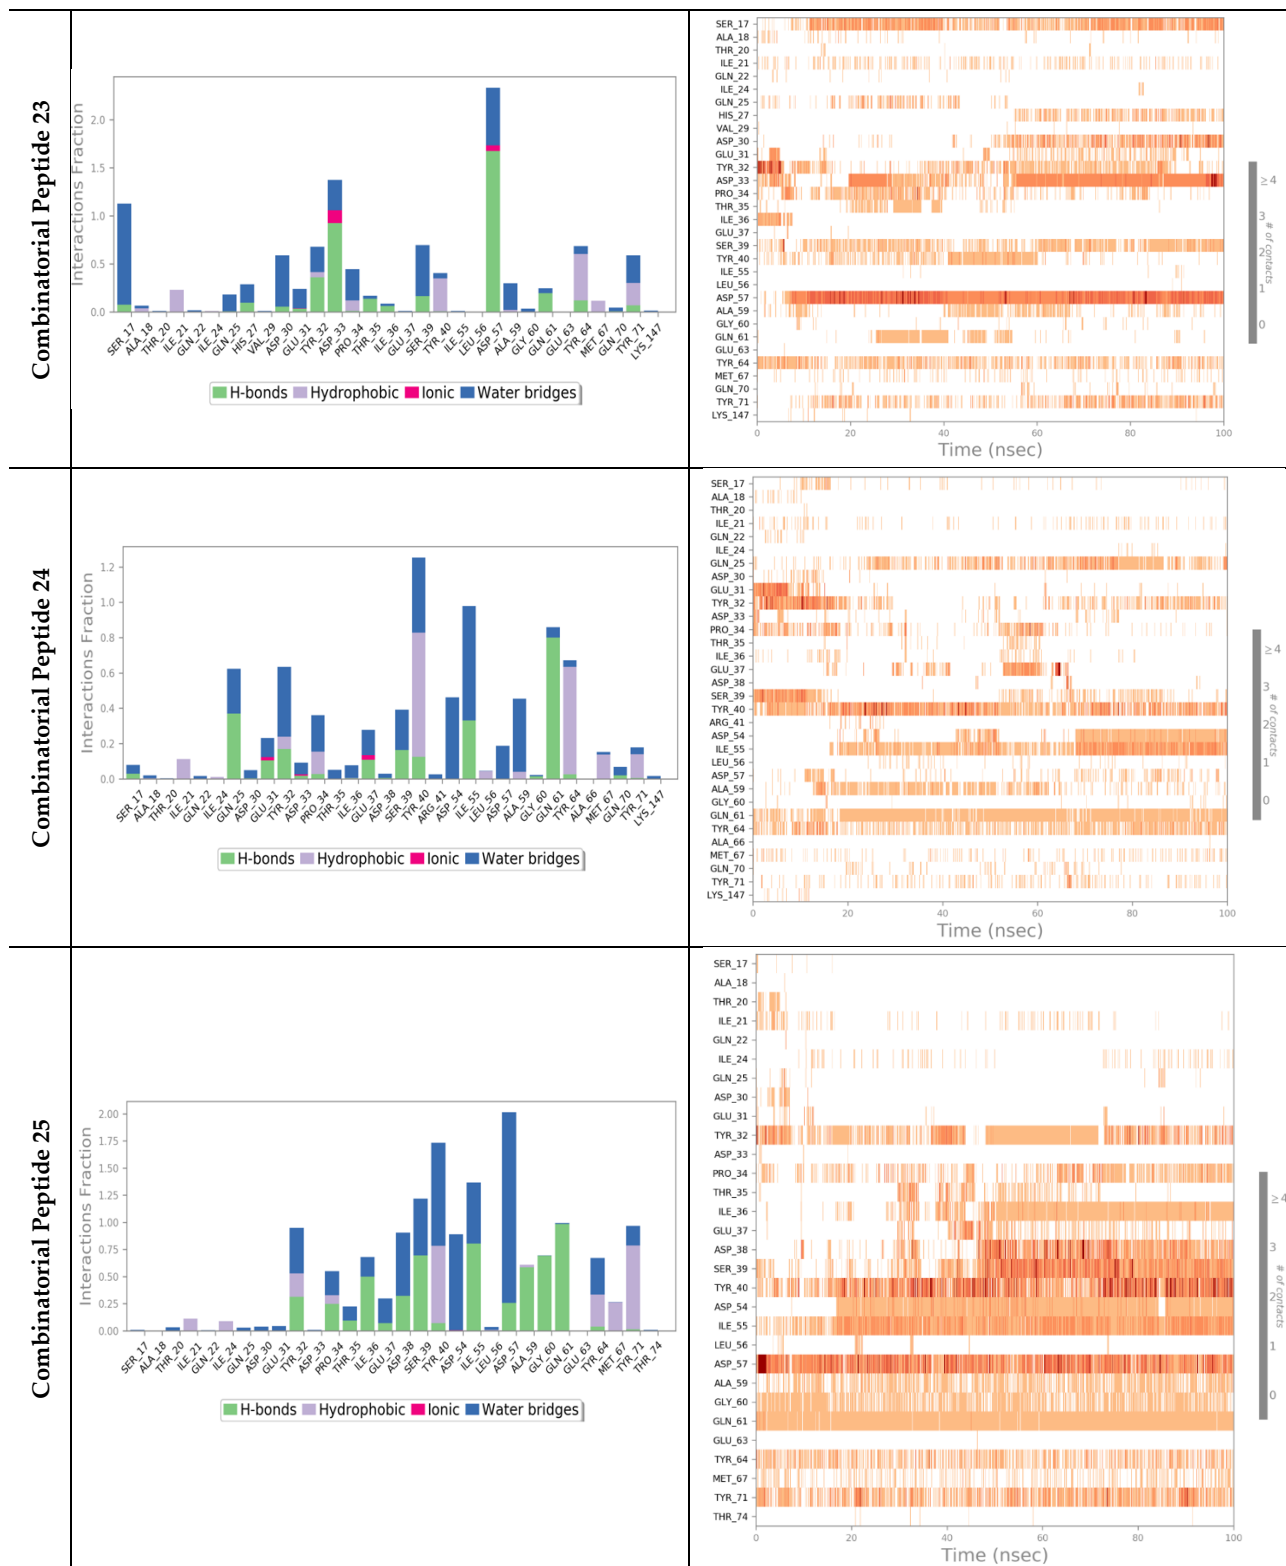 Combinatorial Peptide 23
Interactions Fraction
2.0
1.5
1.0
0.5
0.0
SER_17 ALA_18 THR_20 ILE_21 GLN_22 ILE_24 GLN_25 HIS_27 VAL_29 ASP_30 GLU_31 TYR_32 ASP_33 PRO_34 THR_35 ILE_36 GLU_37 SER_39 TYR_40 ILE_55 LEU_56 ASP_57 ALA_59 GLY_60 GLN_61 GLU_63 TYR_64 MET_67 GLN_70 TYR_71 LYS_147
H-bonds Hydrophobic Ionic Water bridges
SER_17
ALA_18
THR_20
ILE_21
GLN_22
ILE_24
GLN_25
HIS_27
VAL_29
ASP_30
GLU_31
TYR_32
ASP_33
PRO_34
THR_35
ILE_36
GLU_37
SER_39
TYR_40
ILE_55
LEU_56
ASP_57
ALA_59
GLY_60
GLN_61
GLU_63
TYR_64
MET_67
GLN_70
TYR_71
LYS_147
0 20 40 60 80 100
Time (nsec)
≥4
3
2
1
0
# of contacts
Combinatorial Peptide 24
Interactions Fraction
1.2
1.0
0.8
0.6
0.4
0.2
0.0
SER_17 ALA_18 THR_20 ILE_21 GLN_22 ILE_24 GLN_25 ASP_30 GLU_31 TYR_32 ASP_33 PRO_34 THR_35 ILE_36 GLU_37 ASP_38 SER_39 TYR_40 ARG_41 ASP_54 ILE_55 LEU_56 ASP_57 ALA_59 GLY_60 GLN_61 TYR_64 ALA_66 MET_67 GLN_70 TYR_71 LYS_147
H-bonds Hydrophobic Ionic Water bridges
SER_17
ALA_18
THR_20
ILE_21
GLN_22
ILE_24
GLN_25
ASP_30
GLU_31
TYR_32
ASP_33
PRO_34
THR_35
ILE_36
GLU_37
ASP_38
SER_39
TYR_40
ARG_41
ASP_54
ILE_55
LEU_56
ASP_57
ALA_59
GLY_60
GLN_61
TYR_64
ALA_66
MET_67
GLN_70
TYR_71
LYS_147
0 20 40 60 80 100
Time (nsec)
≥4
3
2
1
0
# of contacts
Combinatorial Peptide 25
Interactions Fraction
2.00
1.75
1.50
1.25
1.00
0.75
0.50
0.25
0.00
SER_17 ALA_18 THR_20 ILE_21 GLN_22 ILE_24 GLN_25 ASP_30 GLU_31 TYR_32 ASP_33 PRO_34 THR_35 ILE_36 GLU_37 ASP_38 SER_39 TYR_40 ASP_54 ILE_55 LEU_56 ASP_57 ALA_59 GLY_60 GLN_61 GLU_63 TYR_64 MET_67 TYR_71 THR_74
H-bonds Hydrophobic Ionic Water bridges
SER_17
ALA_18
THR_20
ILE_21
GLN_22
ILE_24
GLN_25
ASP_30
GLU_31
TYR_32
ASP_33
PRO_34
THR_35
ILE_36
GLU_37
ASP_38
SER_39
TYR_40
ASP_54
ILE_55
LEU_56
ASP_57
ALA_59
GLY_60
GLN_61
GLU_63
TYR_64
MET_67
TYR_71
THR_74
0 20 40 60 80 100
Time (nsec)
≥4
3
2
1
0
# of contacts